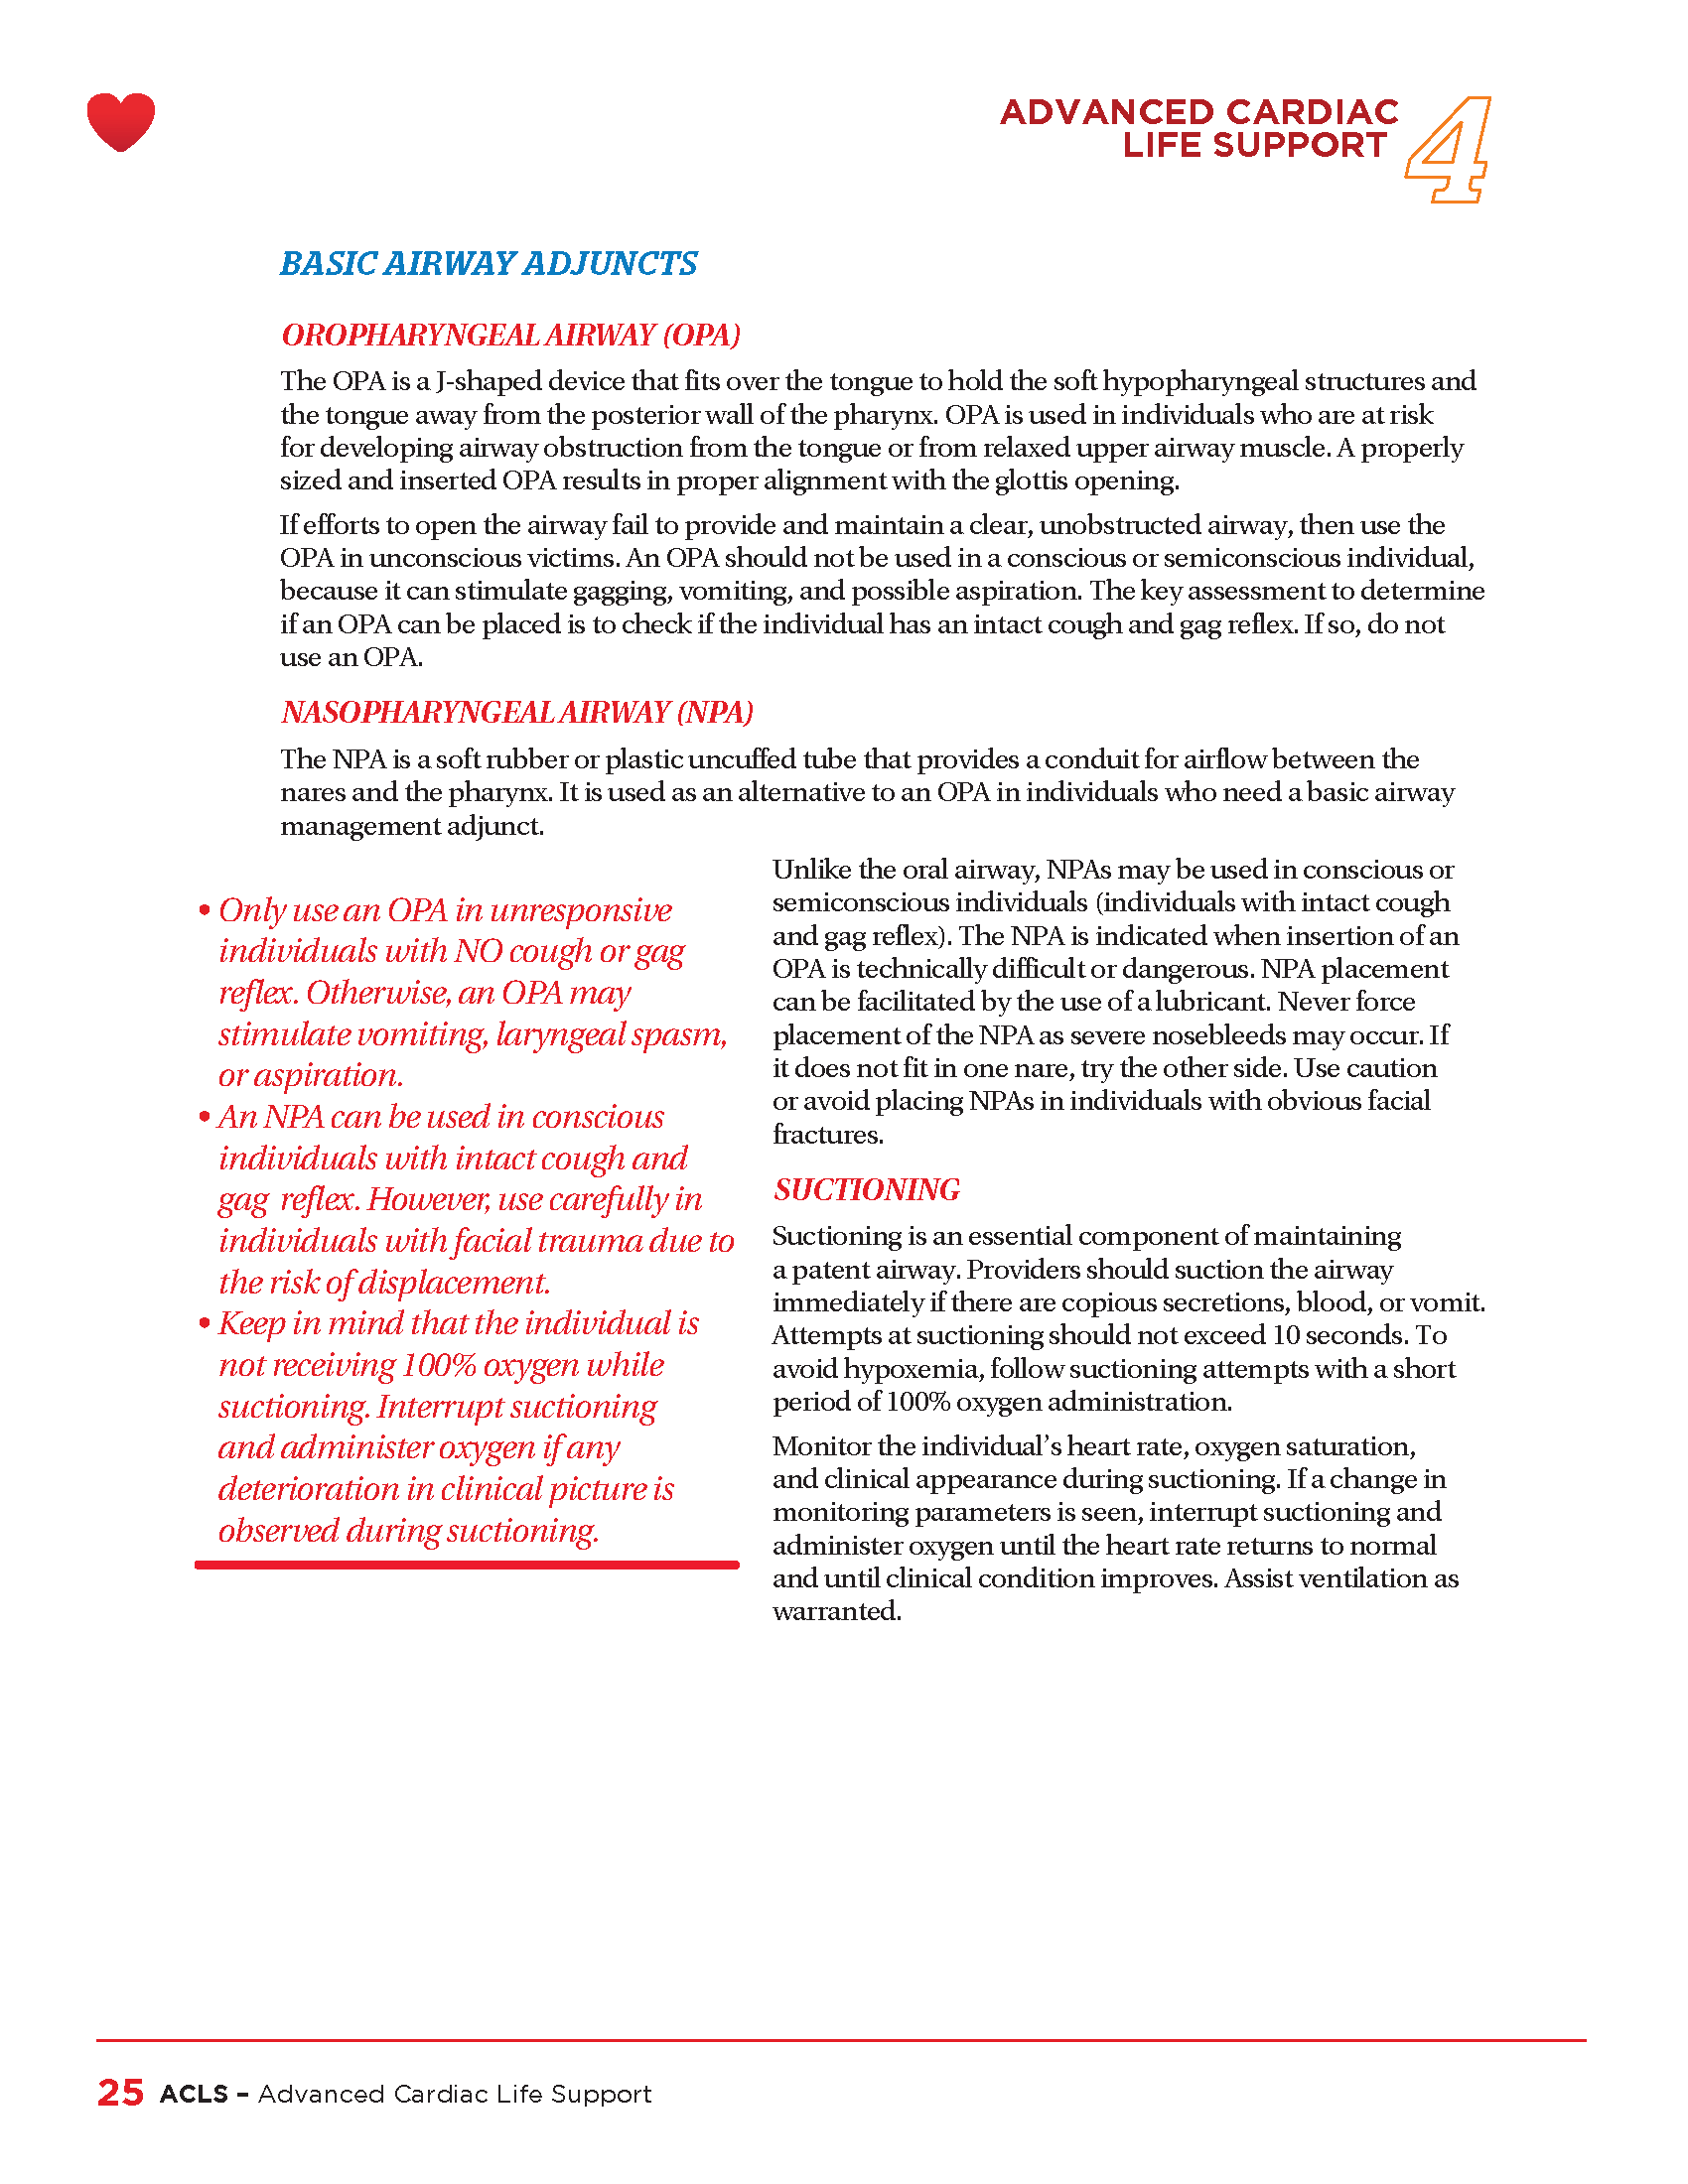 ADVANCED CARDIAC
LIFE SUPPORT
4
BASIC AIRWAY ADJUNCTS
OROPHARYNGEAL AIRWAY (OPA)
The OPA is a J-shaped device that fits over the tongue to hold the soft hypopharyngeal structures and
the tongue away from the posterior wall of the pharynx. OPA is used in individuals who are at risk
for developing airway obstruction from the tongue or from relaxed upper airway muscle. A properly
sized and inserted OPA results in proper alignment with the glottis opening.
If efforts to open the airway fail to provide and maintain a clear, unobstructed airway, then use the
OPA in unconscious victims. An OPA should not be used in a conscious or semiconscious individual,
because it can stimulate gagging, vomiting, and possible aspiration. The key assessment to determine
if an OPA can be placed is to check if the individual has an intact cough and gag reflex. If so, do not
use an OPA.
NASOPHARYNGEAL AIRWAY (NPA)
The NPA is a soft rubber or plastic uncuffed tube that provides a conduit for airflow between the
nares and the pharynx. It is used as an alternative to an OPA in individuals who need a basic airway
management adjunct.
• Only use an OPA in unresponsive
individuals with NO cough or gag
reflex. Otherwise, an OPA may
stimulate vomiting, laryngeal spasm,
or aspiration.
• An NPA can be used in conscious
individuals with intact cough and
gag reflex. However, use carefully in
individuals with facial trauma due to
the risk of displacement.
• Keep in mind that the individual is
not receiving 100% oxygen while
suctioning. Interrupt suctioning
and administer oxygen if any
deterioration in clinical picture is
observed during suctioning.
Unlike the oral airway, NPAs may be used in conscious or
semiconscious individuals (individuals with intact cough
and gag reflex). The NPA is indicated when insertion of an
OPA is technically difficult or dangerous. NPA placement
can be facilitated by the use of a lubricant. Never force
placement of the NPA as severe nosebleeds may occur. If
it does not fit in one nare, try the other side. Use caution
or avoid placing NPAs in individuals with obvious facial
fractures.
SUCTIONING
Suctioning is an essential component of maintaining
a patent airway. Providers should suction the airway
immediately if there are copious secretions, blood, or vomit.
Attempts at suctioning should not exceed 10 seconds. To
avoid hypoxemia, follow suctioning attempts with a short
period of 100% oxygen administration.
Monitor the individual's heart rate, oxygen saturation,
and clinical appearance during suctioning. If a change in
monitoring parameters is seen, interrupt suctioning and
administer oxygen until the heart rate returns to normal
and until clinical condition improves. Assist ventilation as
warranted.
25 ACLS – Advanced Cardiac Life Support